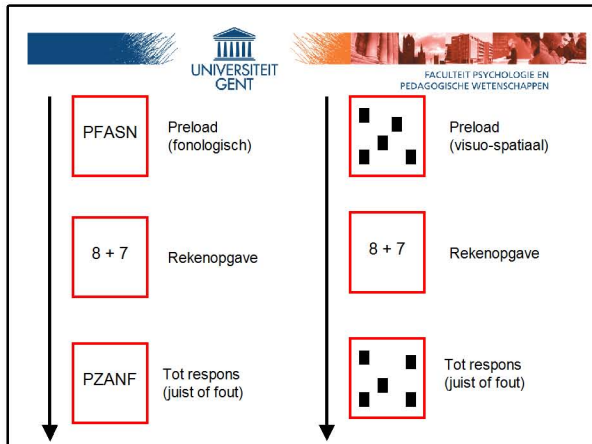 UNIVERSITEIT
GENT
FACULTEIT PSYCHOLOGIE EN
PEDAGOGISCHE WETENSCHAPPEN
PFASN
Preload
(fonologisch)
8 + 7
Rekenopgave
PZANF
Tot respons
(juist of fout)
Preload
(visuo-spatiaal)
8 + 7
Rekenopgave
Tot respons
(juist of fout)